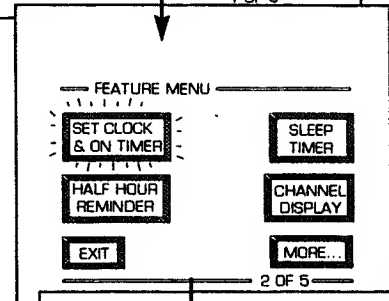 FEATURE MENU
SET CLOCK
& ON TIMER
SLEEP
TIMER
HALF HOUR
REMINDER
CHANNEL
DISPLAY
EXIT
MORE...
2 OF 5